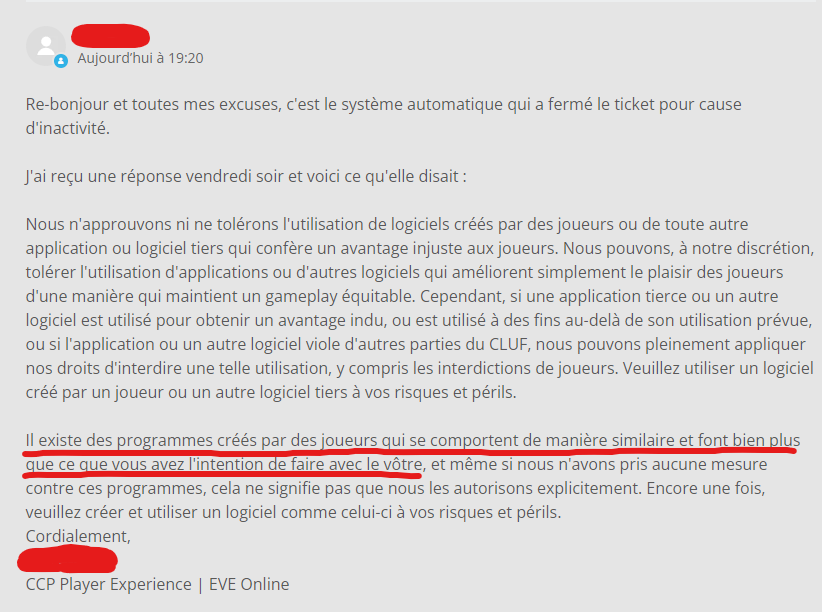 Aujourd'hui à 19:20
Re-bonjour et toutes mes excuses, c'est le système automatique qui a fermé le ticket pour cause
d'inactivité.
J'ai reçu une réponse vendredi soir et voici ce qu'elle disait :
Nous n'approuvons ni ne tolérons l'utilisation de logiciels créés par des joueurs ou de toute autre
application ou logiciel tiers qui confère un avantage injuste aux joueurs. Nous pouvons, à notre discrétion,
tolérer l'utilisation d'applications ou d'autres logiciels qui améliorent simplement le plaisir des joueurs
d'une manière qui maintient un gameplay équitable. Cependant, si une application tierce ou un autre
logiciel est utilisé pour obtenir un avantage indu, ou est utilisé à des fins au-delà de son utilisation prévue,
ou si l'application ou un autre logiciel viole d'autres parties du CLUF, nous pouvons pleinement appliquer
nos droits d'interdire une telle utilisation, y compris les interdictions de joueurs. Veuillez utiliser un logiciel
créé par un joueur ou un autre logiciel tiers à vos risques et périls.
Il existe des programmes créés par des joueurs qui se comportent de manière similaire et font bien plus
que ce que vous avez l'intention de faire avec le vôtre, et même si nous n'avons pris aucune mesure
contre ces programmes, cela ne signifie pas que nous les autorisons explicitement. Encore une fois,
veuillez créer et utiliser un logiciel comme celui-ci à vos risques et périls.
Cordialement,
CCP Player Experience | EVE Online